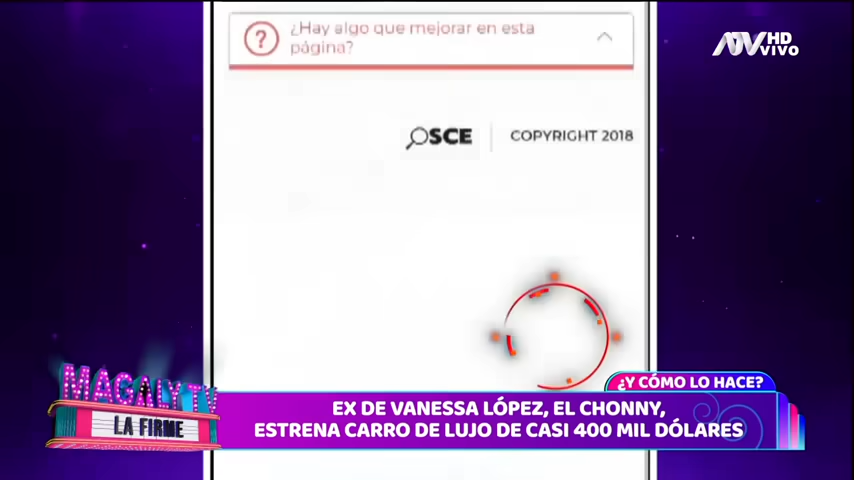 ¿Hay algo que mejorar en esta
página?
ATV HD
VIVO
OSCE | COPYRIGHT 2018
¿Y CÓMO LO HACE?
MAGALY TV
LA FIRME
EX DE VANESSA LÓPEZ, EL CHONNY,
ESTRENA CARRO DE LUJO DE CASI 400 MIL DÓLARES